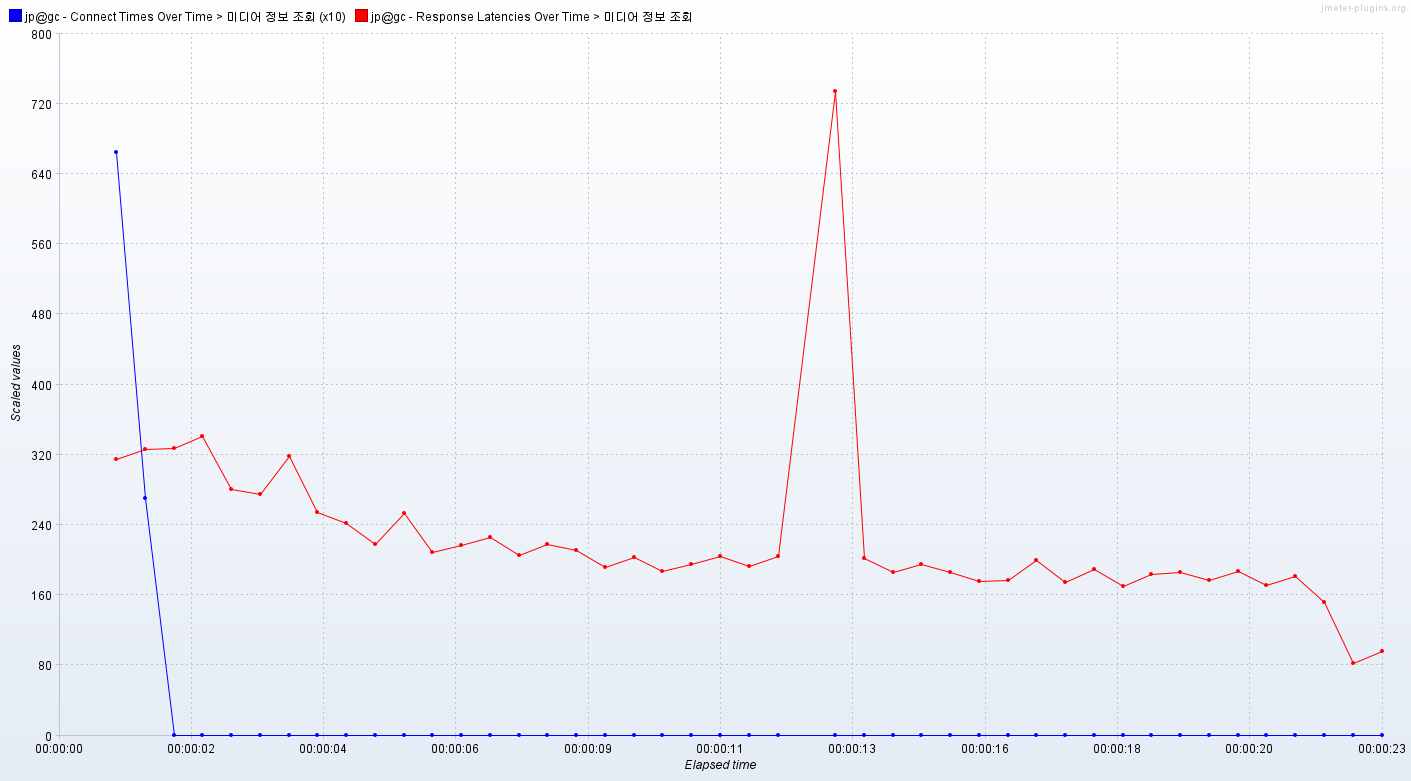 jp@gc - Connect Times Over Time > 미디어 정보 조회 (x10) jp@gc - Response Latencies Over Time > 미디어 정보 조회
jmeter-plugins.org
800
720
640
560
480
400
320
240
160
80
0
Scaled values
00:00:00 00:00:02 00:00:04 00:00:06 00:00:09 00:00:11 00:00:13 00:00:16 00:00:18 00:00:20 00:00:23
Elapsed time